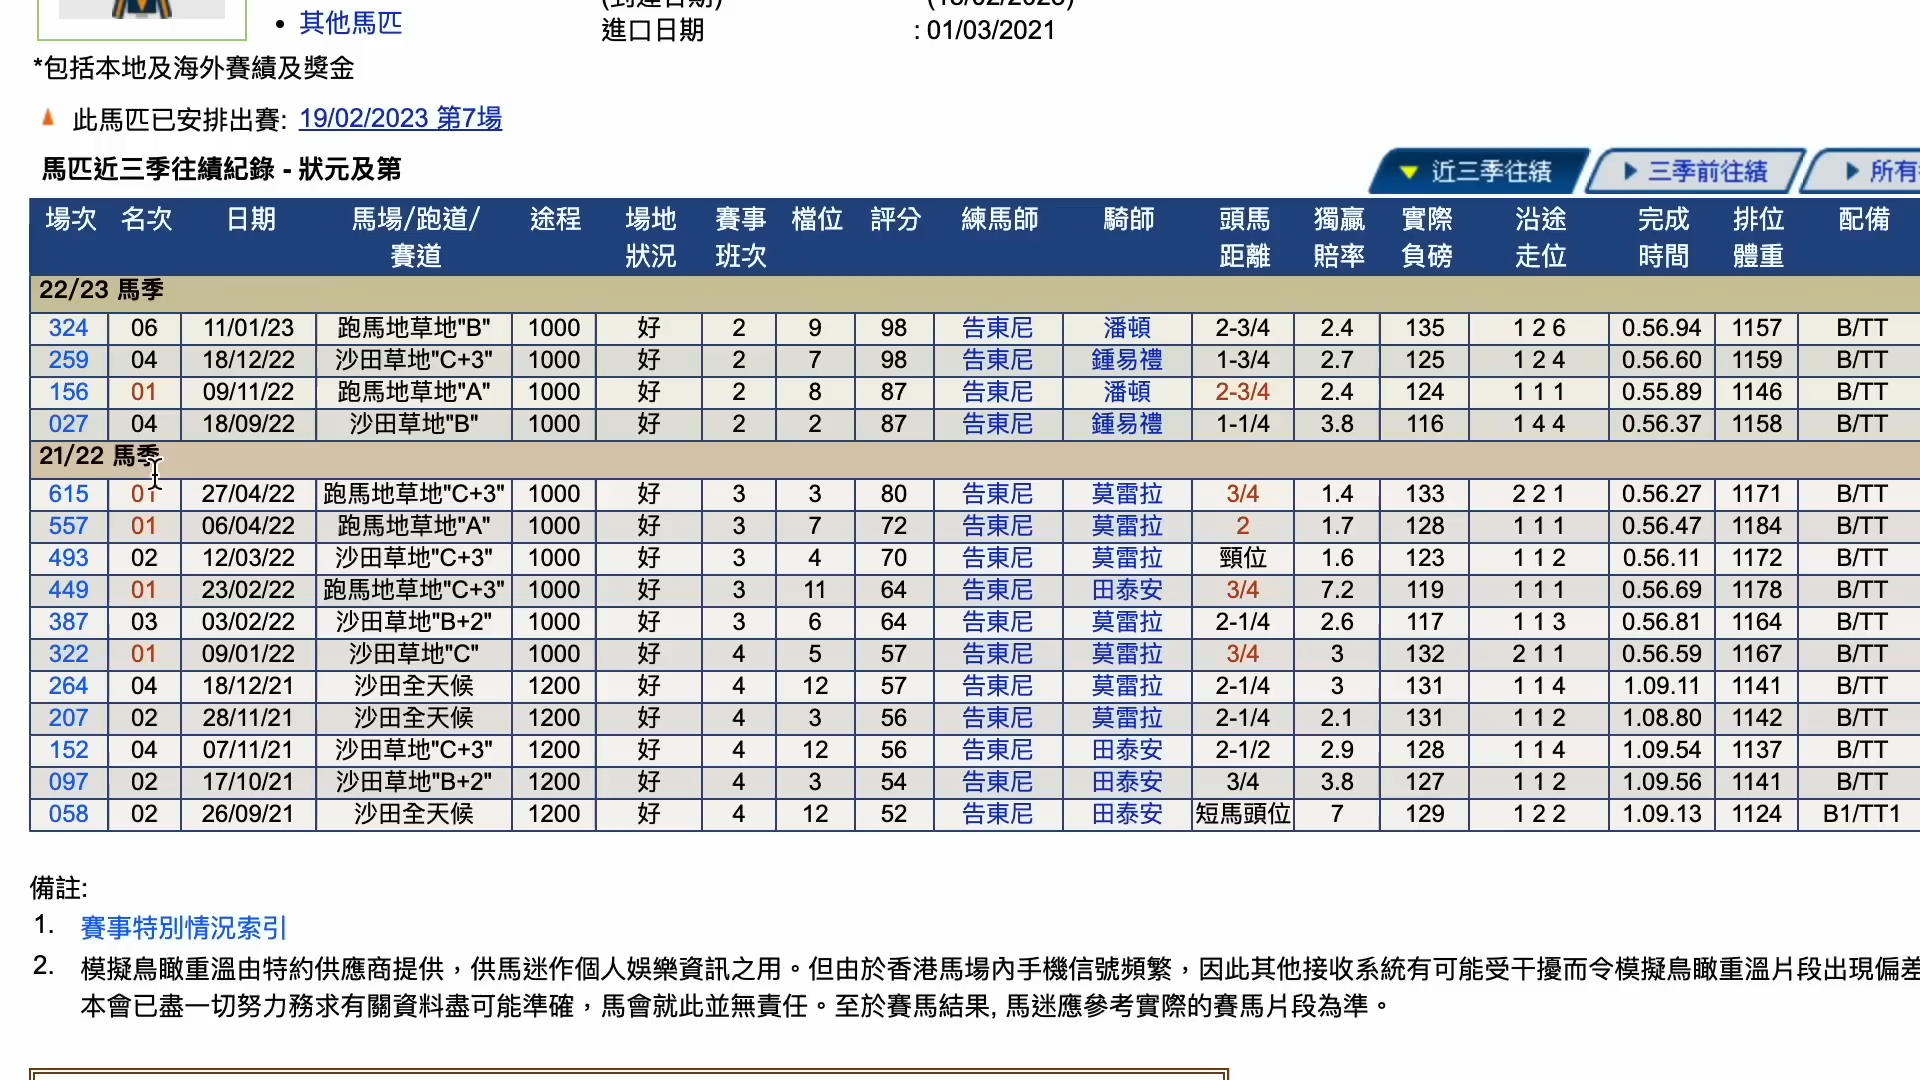 • 其他馬匹
進口日期 : 01/03/2021
*包括本地及海外賽績及獎金
此馬匹已安排出賽: 19/02/2023 第7場
馬匹近三季往績紀錄 - 狀元及第
近三季往績 三季前往績 所有
場次 名次 日期 馬場/跑道/賽道 途程 場地狀況 賽事班次 檔位 評分 練馬師 騎師 頭馬距離 獨贏賠率 實際負磅 沿途走位 完成時間 排位體重 配備
22/23 馬季
324 06 11/01/23 跑馬地草地"B" 1000 好 2 9 98 告東尼 潘頓 2-3/4 2.4 135 1 2 6 0.56.94 1157 B/TT
259 04 18/12/22 沙田草地"C+3" 1000 好 2 7 98 告東尼 鍾易禮 1-3/4 2.7 125 1 2 4 0.56.60 1159 B/TT
156 01 09/11/22 跑馬地草地"A" 1000 好 2 8 87 告東尼 潘頓 2-3/4 2.4 124 1 1 1 0.55.89 1146 B/TT
027 04 18/09/22 沙田草地"B" 1000 好 2 2 87 告東尼 鍾易禮 1-1/4 3.8 116 1 4 4 0.56.37 1158 B/TT
21/22 馬季
615 01 27/04/22 跑馬地草地"C+3" 1000 好 3 3 80 告東尼 莫雷拉 3/4 1.4 133 2 2 1 0.56.27 1171 B/TT
557 01 06/04/22 跑馬地草地"A" 1000 好 3 7 72 告東尼 莫雷拉 2 1.7 128 1 1 1 0.56.47 1184 B/TT
493 02 12/03/22 沙田草地"C+3" 1000 好 3 4 70 告東尼 莫雷拉 頸位 1.6 123 1 1 2 0.56.11 1172 B/TT
449 01 23/02/22 跑馬地草地"C+3" 1000 好 3 11 64 告東尼 田泰安 3/4 7.2 119 1 1 1 0.56.69 1178 B/TT
387 03 03/02/22 沙田草地"B+2" 1000 好 3 6 64 告東尼 莫雷拉 2-1/4 2.6 117 1 1 3 0.56.81 1164 B/TT
322 01 09/01/22 沙田草地"C" 1000 好 4 5 57 告東尼 莫雷拉 3/4 3 132 2 1 1 0.56.59 1167 B/TT
264 04 18/12/21 沙田全天候 1200 好 4 12 57 告東尼 莫雷拉 2-1/4 3 131 1 1 4 1.09.11 1141 B/TT
207 02 28/11/21 沙田全天候 1200 好 4 3 56 告東尼 莫雷拉 2-1/4 2.1 131 1 1 2 1.08.80 1142 B/TT
152 04 07/11/21 沙田草地"C+3" 1200 好 4 12 56 告東尼 田泰安 2-1/2 2.9 128 1 1 4 1.09.54 1137 B/TT
097 02 17/10/21 沙田草地"B+2" 1200 好 4 3 54 告東尼 田泰安 3/4 3.8 127 1 1 2 1.09.56 1141 B/TT
058 02 26/09/21 沙田全天候 1200 好 4 12 52 告東尼 田泰安 短馬頭位 7 129 1 2 2 1.09.13 1124 B1/TT1
備註:
1. 賽事特別情況索引
2. 模擬鳥瞰重溫由特約供應商提供，供馬迷作個人娛樂資訊之用。但由於香港馬場內手機信號頻繁，因此其他接收系統有可能受干擾而令模擬鳥瞰重溫片段出現偏差
本會已盡一切努力務求有關資料盡可能準確，馬會就此並無責任。至於賽馬結果, 馬迷應參考實際的賽馬片段為準。